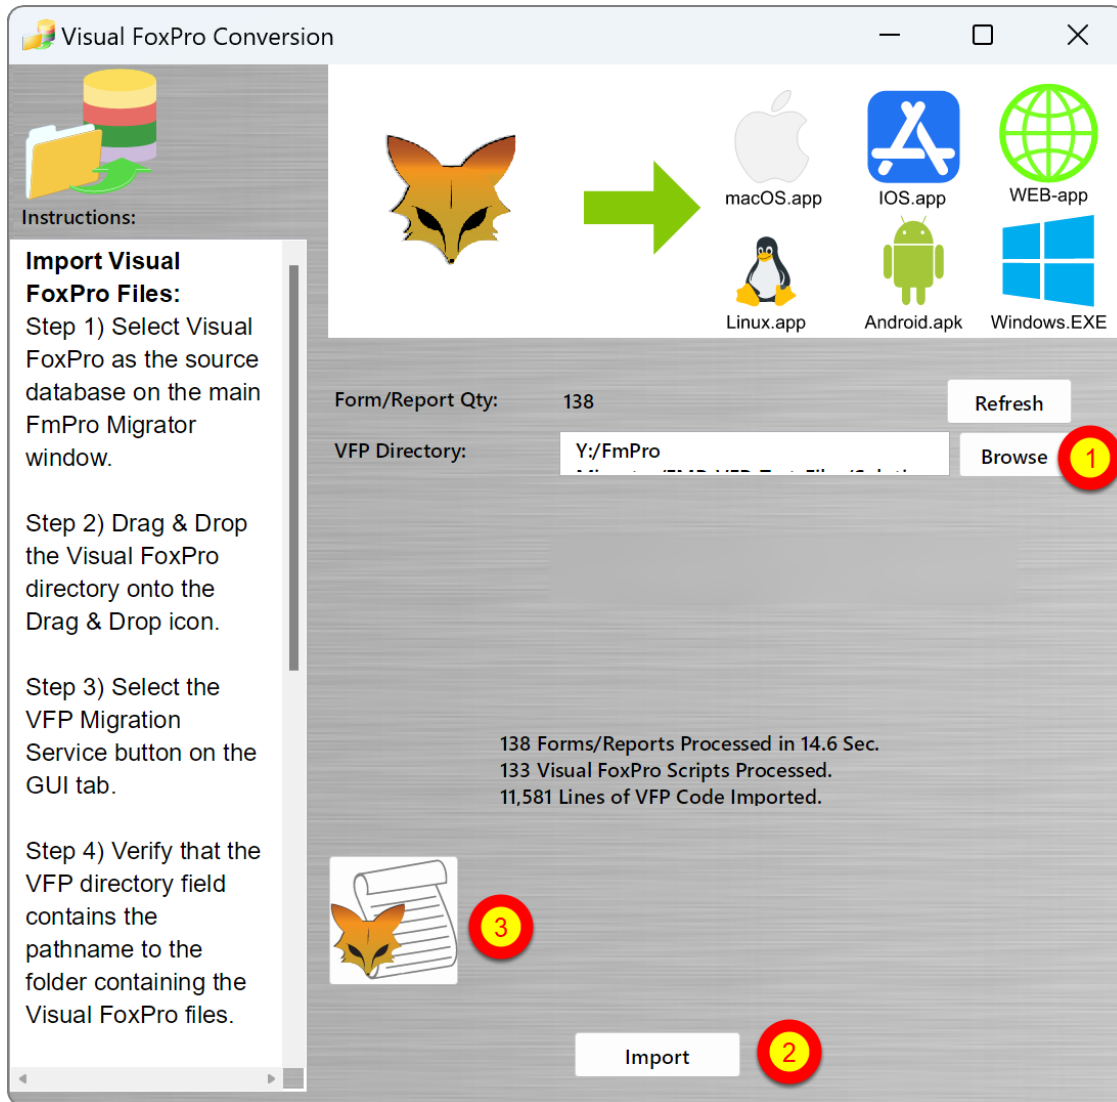 Visual FoxPro Conversion
Instructions:
Import Visual
FoxPro Files:
Step 1) Select Visual
FoxPro as the source
database on the main
FmPro Migrator
window.
Step 2) Drag & Drop
the Visual FoxPro
directory onto the
Drag & Drop icon.
Step 3) Select the
VFP Migration
Service button on the
GUI tab.
Step 4) Verify that the
VFP directory field
contains the
pathname to the
folder containing the
Visual FoxPro files.
macOS.app
IOS.app
WEB-app
Linux.app
Android.apk
Windows.EXE
Form/Report Qty:
138
Refresh
VFP Directory:
Y:/FmPro
Browse
1
138 Forms/Reports Processed in 14.6 Sec.
133 Visual FoxPro Scripts Processed.
11,581 Lines of VFP Code Imported.
3
Import
2